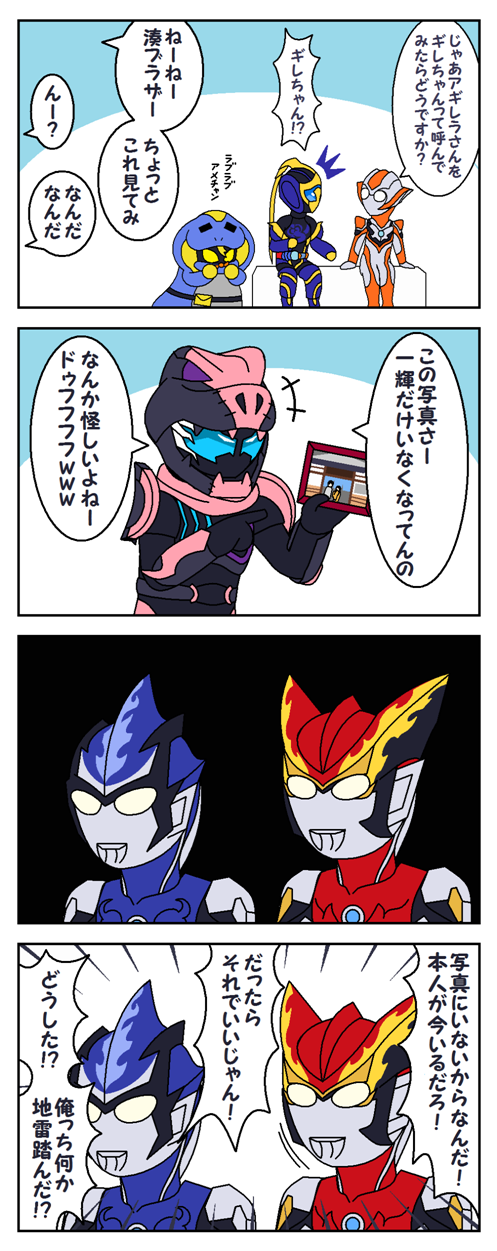 じゃあアギレラさんを
ギレちゃんって呼んで
みたらどうですか?
ギレちゃん!?
ラブラブ
アメチャン
ねーねー
湊ブラザー
ちょっと
これ見てみ
んー?
なんだ
なんだ
この写真さー
一輝だけいなくなってんの
なんか怪しいよねー
ドゥフフフフwww
写真にいないからなんだ!
本人が今いるだろ!
だったら
それでいいじゃん!
どうした!?
俺っち何か
地雷踏んだ!?